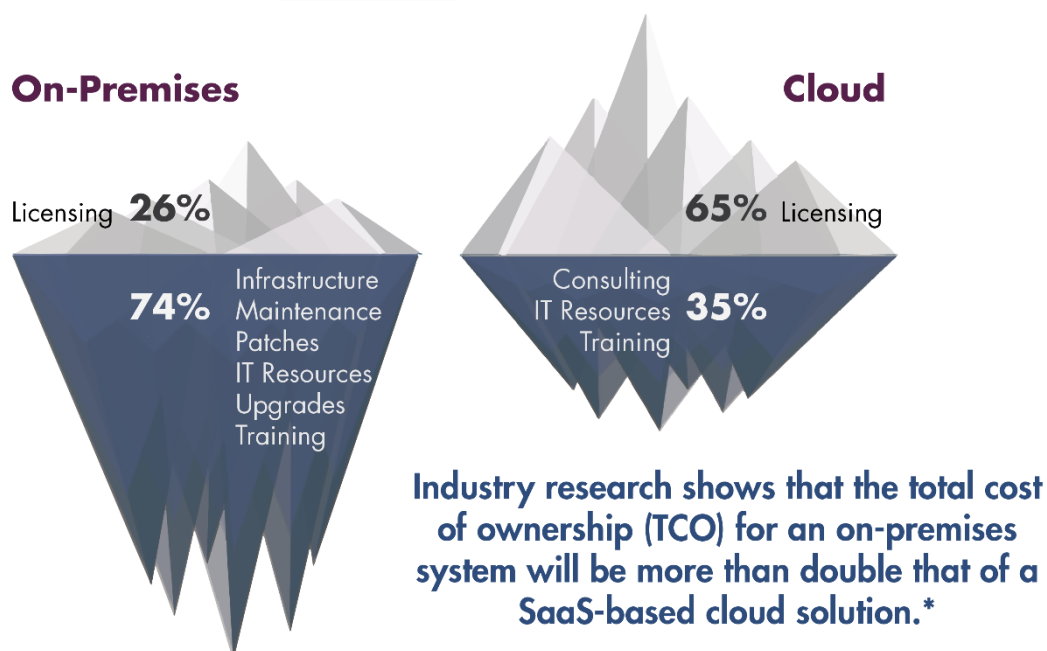 On-Premises
Licensing 26%
74%
Infrastructure
Maintenance
Patches
IT Resources
Upgrades
Training
Cloud
65% Licensing
Consulting
IT Resources
Training
35%
Industry research shows that the total cost
of ownership (TCO) for an on-premises
system will be more than double that of a
SaaS-based cloud solution.*